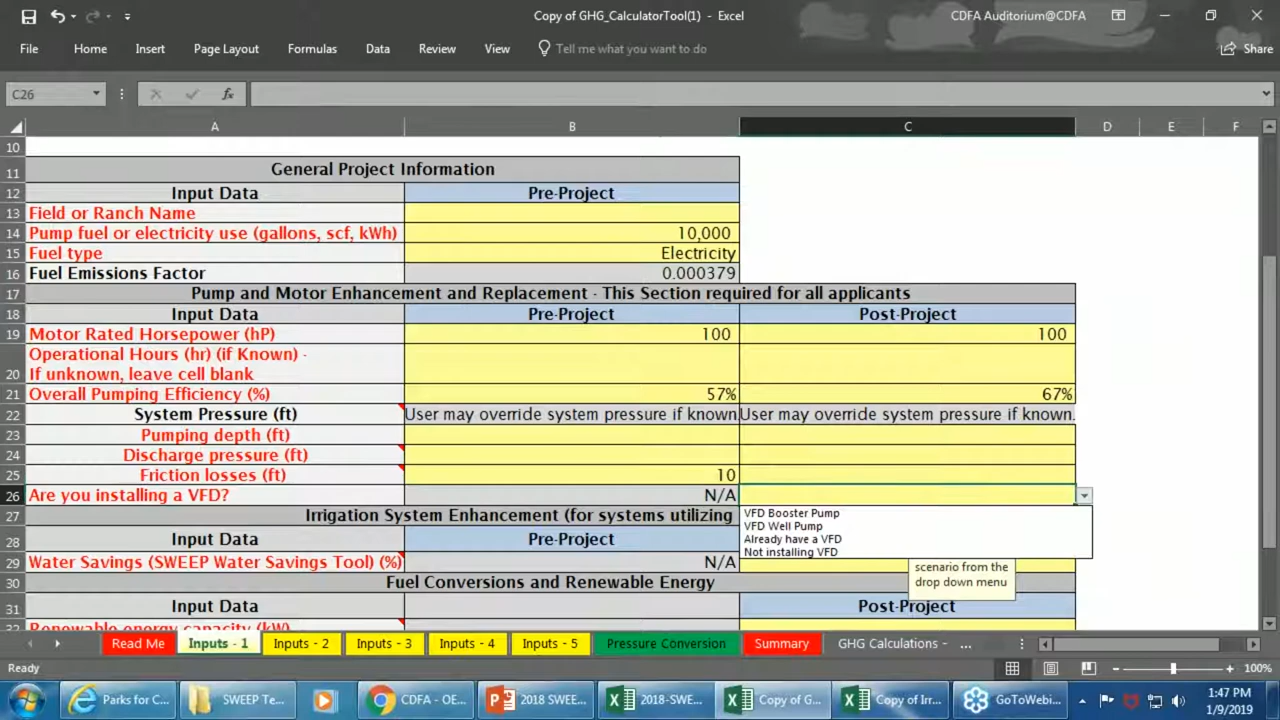 Copy of GHG_CalculatorTool(1) - Excel
CDFA Auditorium@CDFA
File Home Insert Page Layout Formulas Data Review View Tell me what you want to do Share
C26 fx
A B C D E F
10
11 General Project Information
12 Input Data Pre-Project
13 Field or Ranch Name
14 Pump fuel or electricity use (gallons, scf, kWh) 10,000
15 Fuel type Electricity
16 Fuel Emissions Factor 0.000379
17 Pump and Motor Enhancement and Replacement - This Section required for all applicants
18 Input Data Pre-Project Post-Project
19 Motor Rated Horsepower (hP) 100 100
Operational Hours (hr) (if Known) -
20 If unknown, leave cell blank
21 Overall Pumping Efficiency (%) 57% 67%
22 System Pressure (ft) User may override system pressure if known User may override system pressure if known.
23 Pumping depth (ft)
24 Discharge pressure (ft)
25 Friction losses (ft) 10
26 Are you installing a VFD? N/A
27 Irrigation System Enhancement (for systems utilizing
VFD Booster Pump
VFD Well Pump
Already have a VFD
Not installing VFD
28 Input Data Pre-Project
29 Water Savings (SWEEP Water Savings Tool) (%) N/A
scenario from the
drop down menu
30 Fuel Conversions and Renewable Energy
31 Input Data Post-Project
32 Renewable energy capacity (kW)
Read Me Inputs - 1 Inputs - 2 Inputs - 3 Inputs - 4 Inputs - 5 Pressure Conversion Summary GHG Calculations - ...
Ready 100%
Parks for C... SWEEP Te... CDFA - OE... 2018 SWEE... 2018-SWE... Copy of G... Copy of Irr... GoToWebi...
1:47 PM
1/9/2019